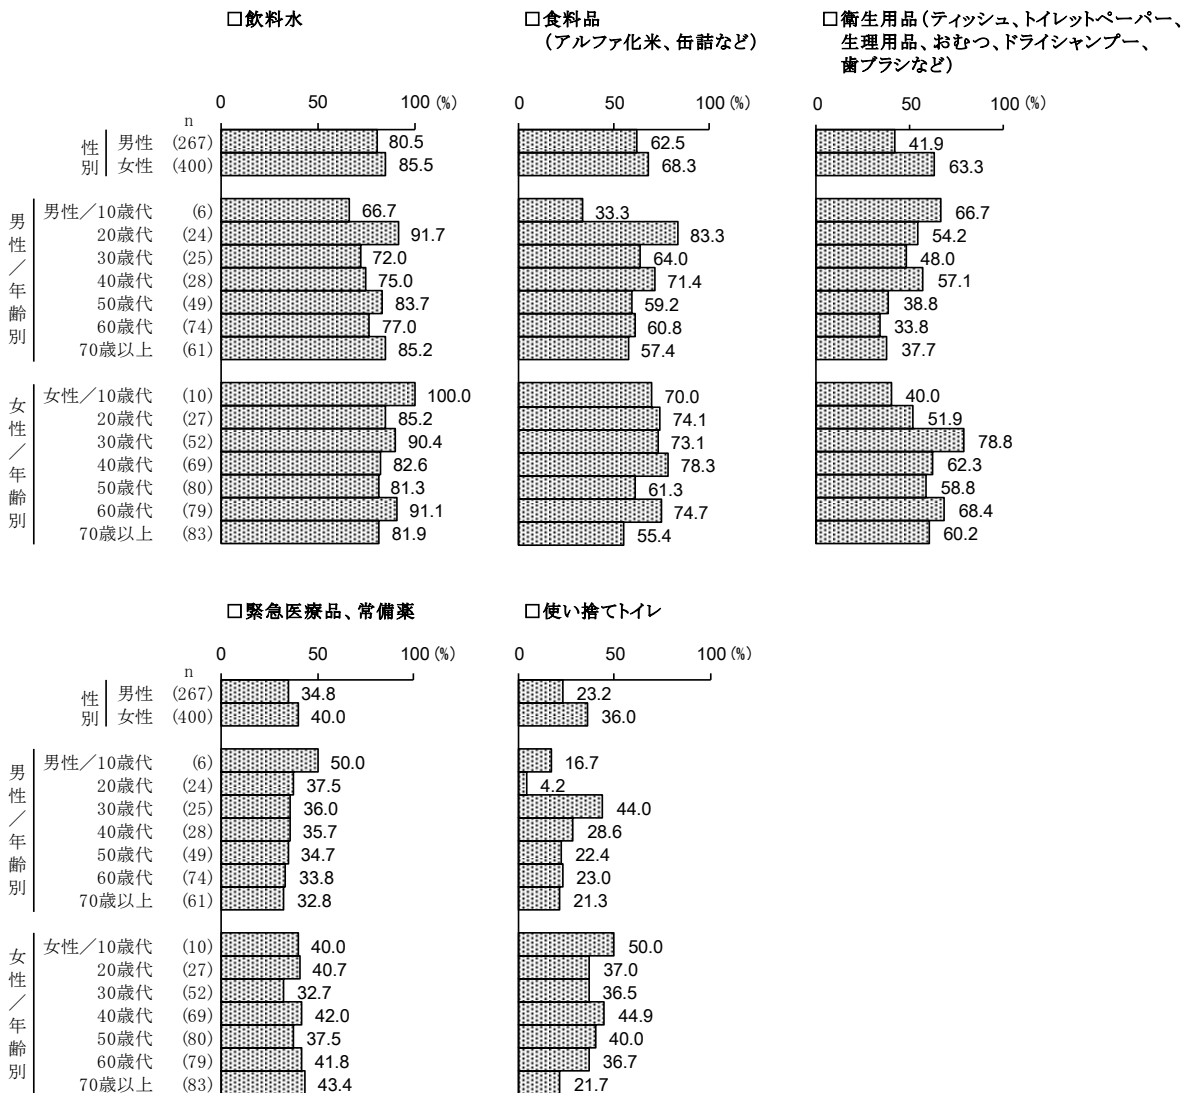 □飲料水
□食料品
(アルファ化米、缶詰など)
□衛生用品(ティッシュ、トイレットペーパー、
生理用品、おむつ、ドライシャンプー、
歯ブラシなど)
0 50 100 (%) 0 50 100 (%) 0 50 100 (%)
n
性別
男性 (267) 80.5 62.5 41.9
女性 (400) 85.5 68.3 63.3
男性/年齢別
男性/10歳代 (6) 66.7 33.3 66.7
20歳代 (24) 91.7 83.3 54.2
30歳代 (25) 72.0 64.0 48.0
40歳代 (28) 75.0 71.4 57.1
50歳代 (49) 83.7 59.2 38.8
60歳代 (74) 77.0 60.8 33.8
70歳以上 (61) 85.2 57.4 37.7
女性/年齢別
女性/10歳代 (10) 100.0 70.0 40.0
20歳代 (27) 85.2 74.1 51.9
30歳代 (52) 90.4 73.1 78.8
40歳代 (69) 82.6 78.3 62.3
50歳代 (80) 81.3 61.3 58.8
60歳代 (79) 91.1 74.7 68.4
70歳以上 (83) 81.9 55.4 60.2
□緊急医療品、常備薬
□使い捨てトイレ
0 50 100 (%) 0 50 100 (%)
n
性別
男性 (267) 34.8 23.2
女性 (400) 40.0 36.0
男性/年齢別
男性/10歳代 (6) 50.0 16.7
20歳代 (24) 37.5 4.2
30歳代 (25) 36.0 44.0
40歳代 (28) 35.7 28.6
50歳代 (49) 34.7 22.4
60歳代 (74) 33.8 23.0
70歳以上 (61) 32.8 21.3
女性/年齢別
女性/10歳代 (10) 40.0 50.0
20歳代 (27) 40.7 37.0
30歳代 (52) 32.7 36.5
40歳代 (69) 42.0 44.9
50歳代 (80) 37.5 40.0
60歳代 (79) 41.8 36.7
70歳以上 (83) 43.4 21.7